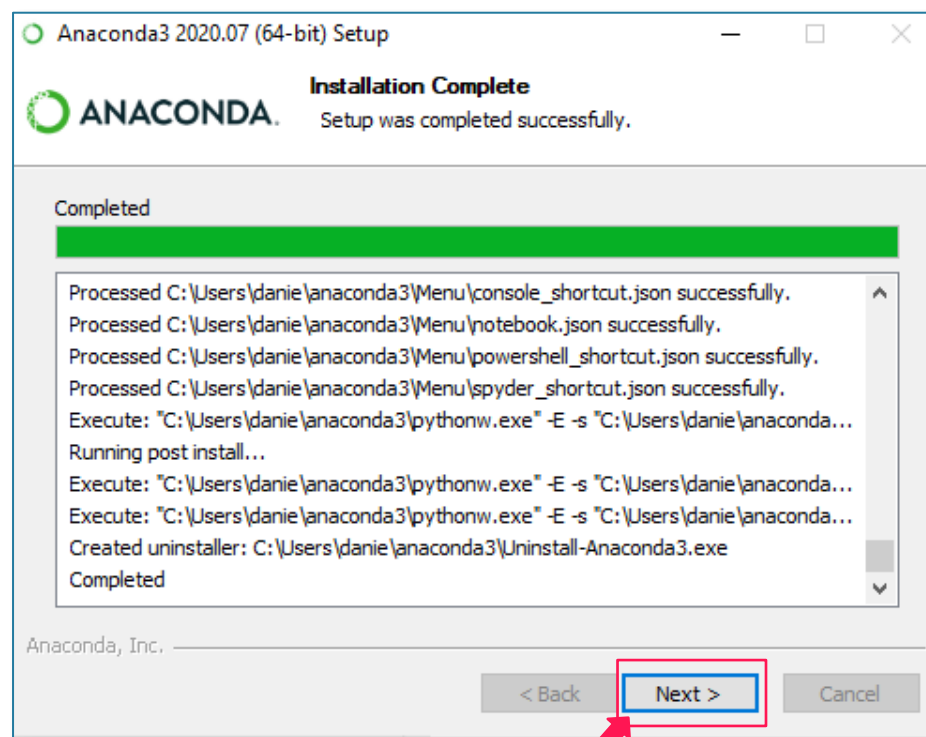 Anaconda3 2020.07 (64-bit) Setup
ANACONDA.
Installation Complete
Setup was completed successfully.
Completed
Processed C:\Users\danie\anaconda3\Menu\console_shortcut.json successfully.
Processed C:\Users\danie\anaconda3\Menu\notebook.json successfully.
Processed C:\Users\danie\anaconda3\Menu\powershell_shortcut.json successfully.
Processed C:\Users\danie\anaconda3\Menu\spyder_shortcut.json successfully.
Execute: "C:\Users\danie\anaconda3\pythonw.exe" -E -s "C:\Users\danie\anaconda...
Running post install...
Execute: "C:\Users\danie\anaconda3\pythonw.exe" -E -s "C:\Users\danie\anaconda...
Execute: "C:\Users\danie\anaconda3\pythonw.exe" -E -s "C:\Users\danie\anaconda...
Created uninstaller: C:\Users\danie\anaconda3\Uninstall-Anaconda3.exe
Completed
Anaconda, Inc.
< Back Next > Cancel